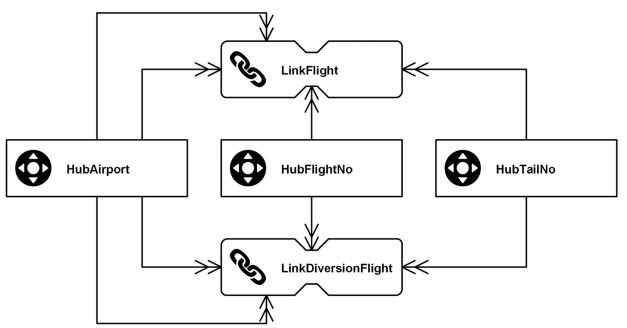 LinkFlight
HubAirport
HubFlightNo
HubTailNo
LinkDiversionFlight